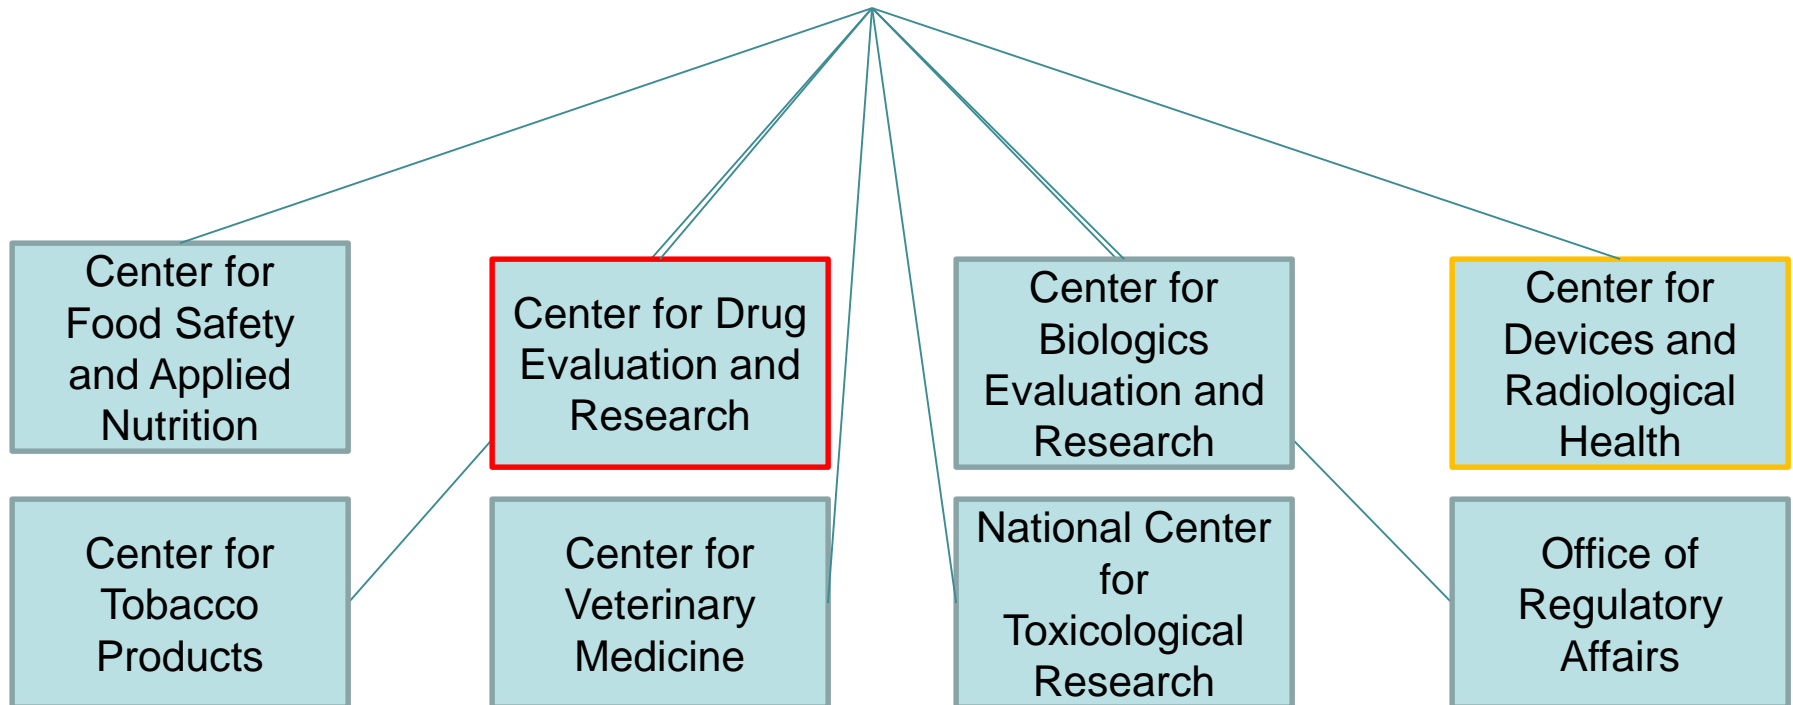 Center for
Food Safety
and Applied
Nutrition
Center for Drug
Evaluation and
Research
Center for
Biologics
Evaluation and
Research
Center for
Devices and
Radiological
Health
Center for
Tobacco
Products
Center for
Veterinary
Medicine
National Center
for
Toxicological
Research
Office of
Regulatory
Affairs